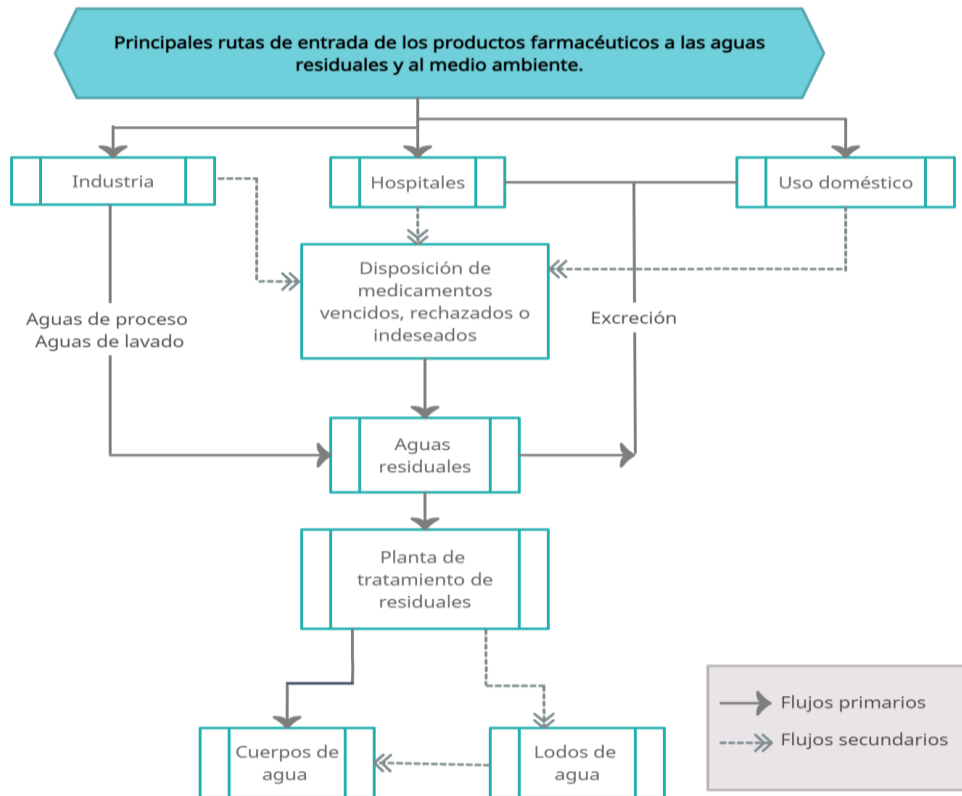 Principales rutas de entrada de los productos farmacéuticos a las aguas
residuales y al medio ambiente.
Industria
Hospitales
Uso doméstico
Disposición de
medicamentos
vencidos, rechazados o
indeseados
Aguas de proceso
Aguas de lavado
Excreción
Aguas
residuales
Planta de
tratamiento de
residuales
Cuerpos de
agua
Lodos de
agua
Flujos primarios
Flujos secundarios